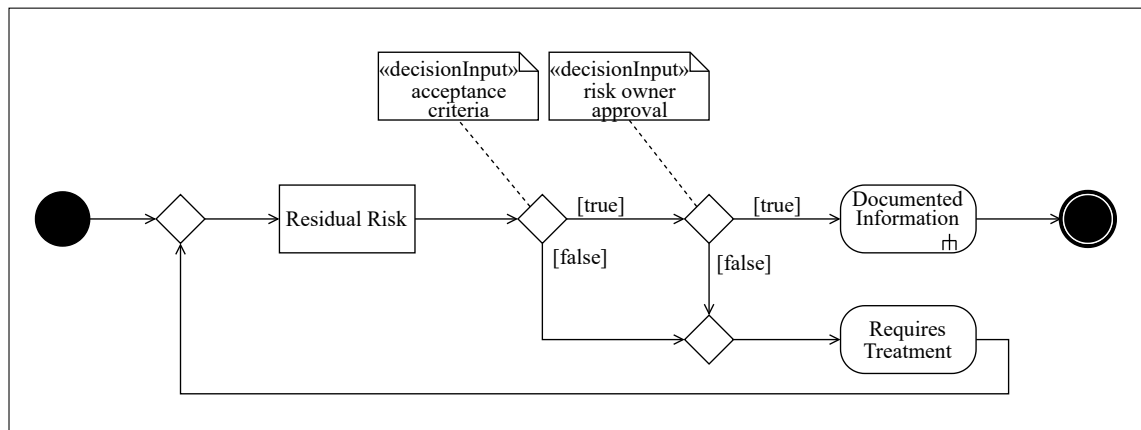 «decisionInput»
acceptance
criteria
«decisionInput»
risk owner
approval
Residual Risk
[true]
[false]
[true]
[false]
Documented
Information
Requires
Treatment